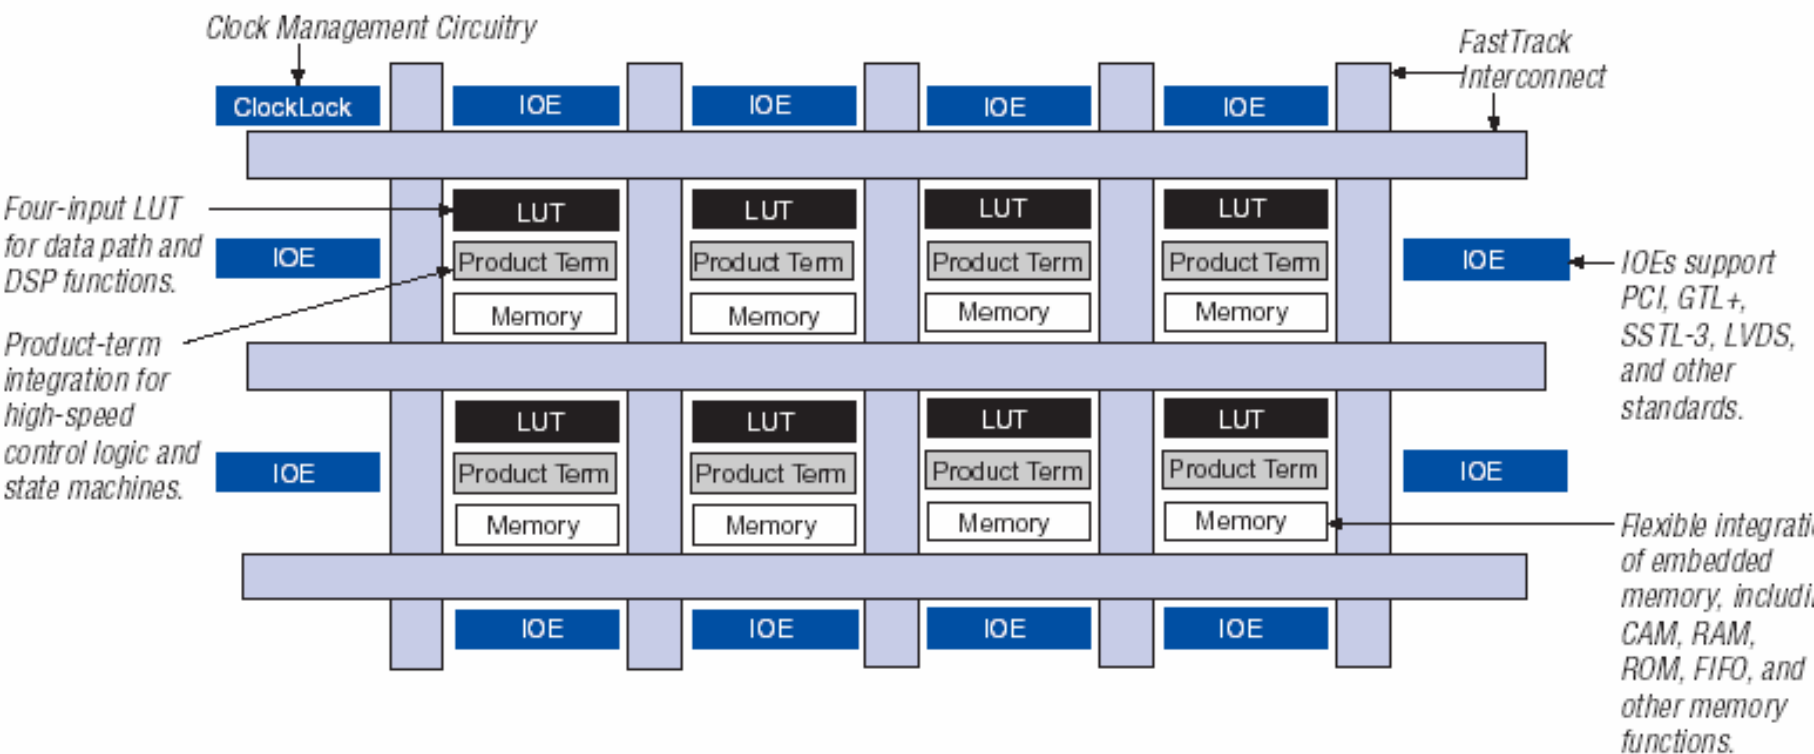 Clock Management Circuitry
FastTrack
Interconnect
ClockLock
IOE
IOE
IOE
IOE
Four-input LUT
for data path and
DSP functions.
LUT
LUT
LUT
LUT
IOE
Product Term
Product Term
Product Term
Product Term
IOE
IOEs support
PCI, GTL+,
SSTL-3, LVDS,
and other
standards.
Memory
Memory
Memory
Memory
Product-term
integration for
high-speed
control logic and
state machines.
LUT
LUT
LUT
LUT
IOE
Product Term
Product Term
Product Term
Product Term
IOE
Memory
Memory
Memory
Memory
Flexible integratio
of embedded
memory, includi
CAM, RAM,
ROM, FIFO, and
other memory
functions.
IOE
IOE
IOE
IOE